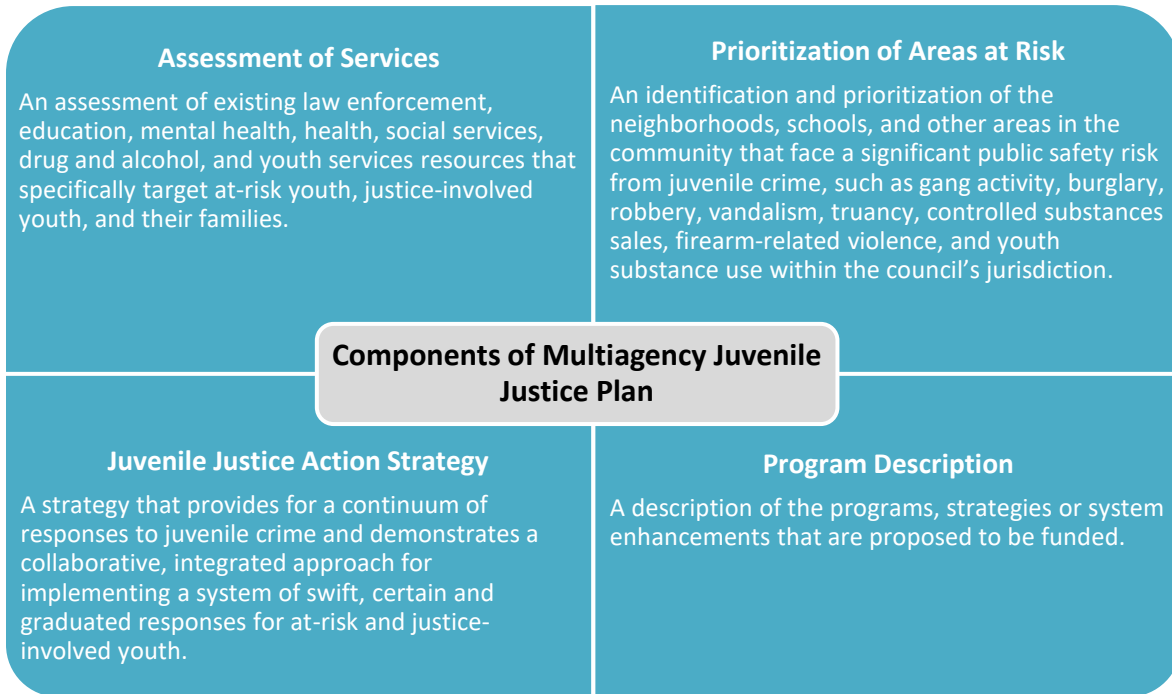 Assessment of Services
An assessment of existing law enforcement,
education, mental health, health, social services,
drug and alcohol, and youth services resources that
specifically target at-risk youth, justice-involved
youth, and their families.
Prioritization of Areas at Risk
An identification and prioritization of the
neighborhoods, schools, and other areas in the
community that face a significant public safety risk
from juvenile crime, such as gang activity, burglary,
robbery, vandalism, truancy, controlled substances
sales, firearm-related violence, and youth
substance use within the council’s jurisdiction.
Components of Multiagency Juvenile
Justice Plan
Juvenile Justice Action Strategy
A strategy that provides for a continuum of
responses to juvenile crime and demonstrates a
collaborative, integrated approach for
implementing a system of swift, certain and
graduated responses for at-risk and justice-
involved youth.
Program Description
A description of the programs, strategies or system
enhancements that are proposed to be funded.